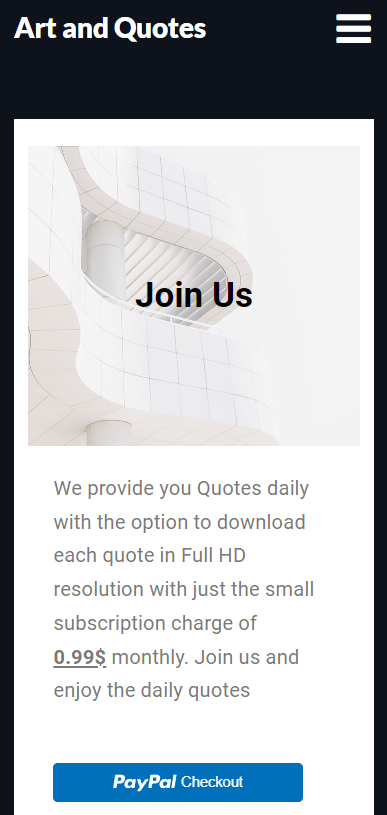 Art and Quotes
Join Us
We provide you Quotes daily
with the option to download
each quote in Full HD
resolution with just the small
subscription charge of
0.99$ monthly. Join us and
enjoy the daily quotes
PayPal Checkout